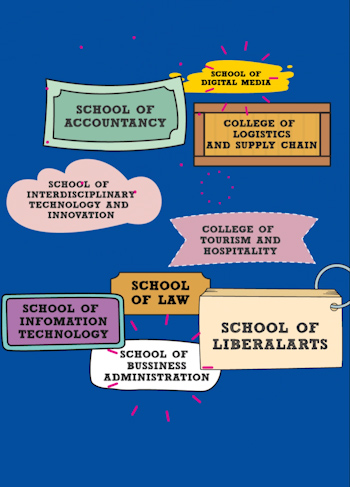 SCHOOL OF
DIGITAL MEDIA
SCHOOL OF
ACCOUNTANCY
COLLEGE OF
LOGISTICS
AND SUPPLY CHAIN
SCHOOL OF
INTERDISCIPLINARY
TECHNOLOGY AND
INNOVATION
COLLEGE OF
TOURISM AND
HOSPITALITY
SCHOOL
OF LAW
SCHOOL OF
INFOMATION
TECHNOLOGY
SCHOOL OF
LIBERALARTS
SCHOOL OF
BUSSINESS
ADMINISTRATION